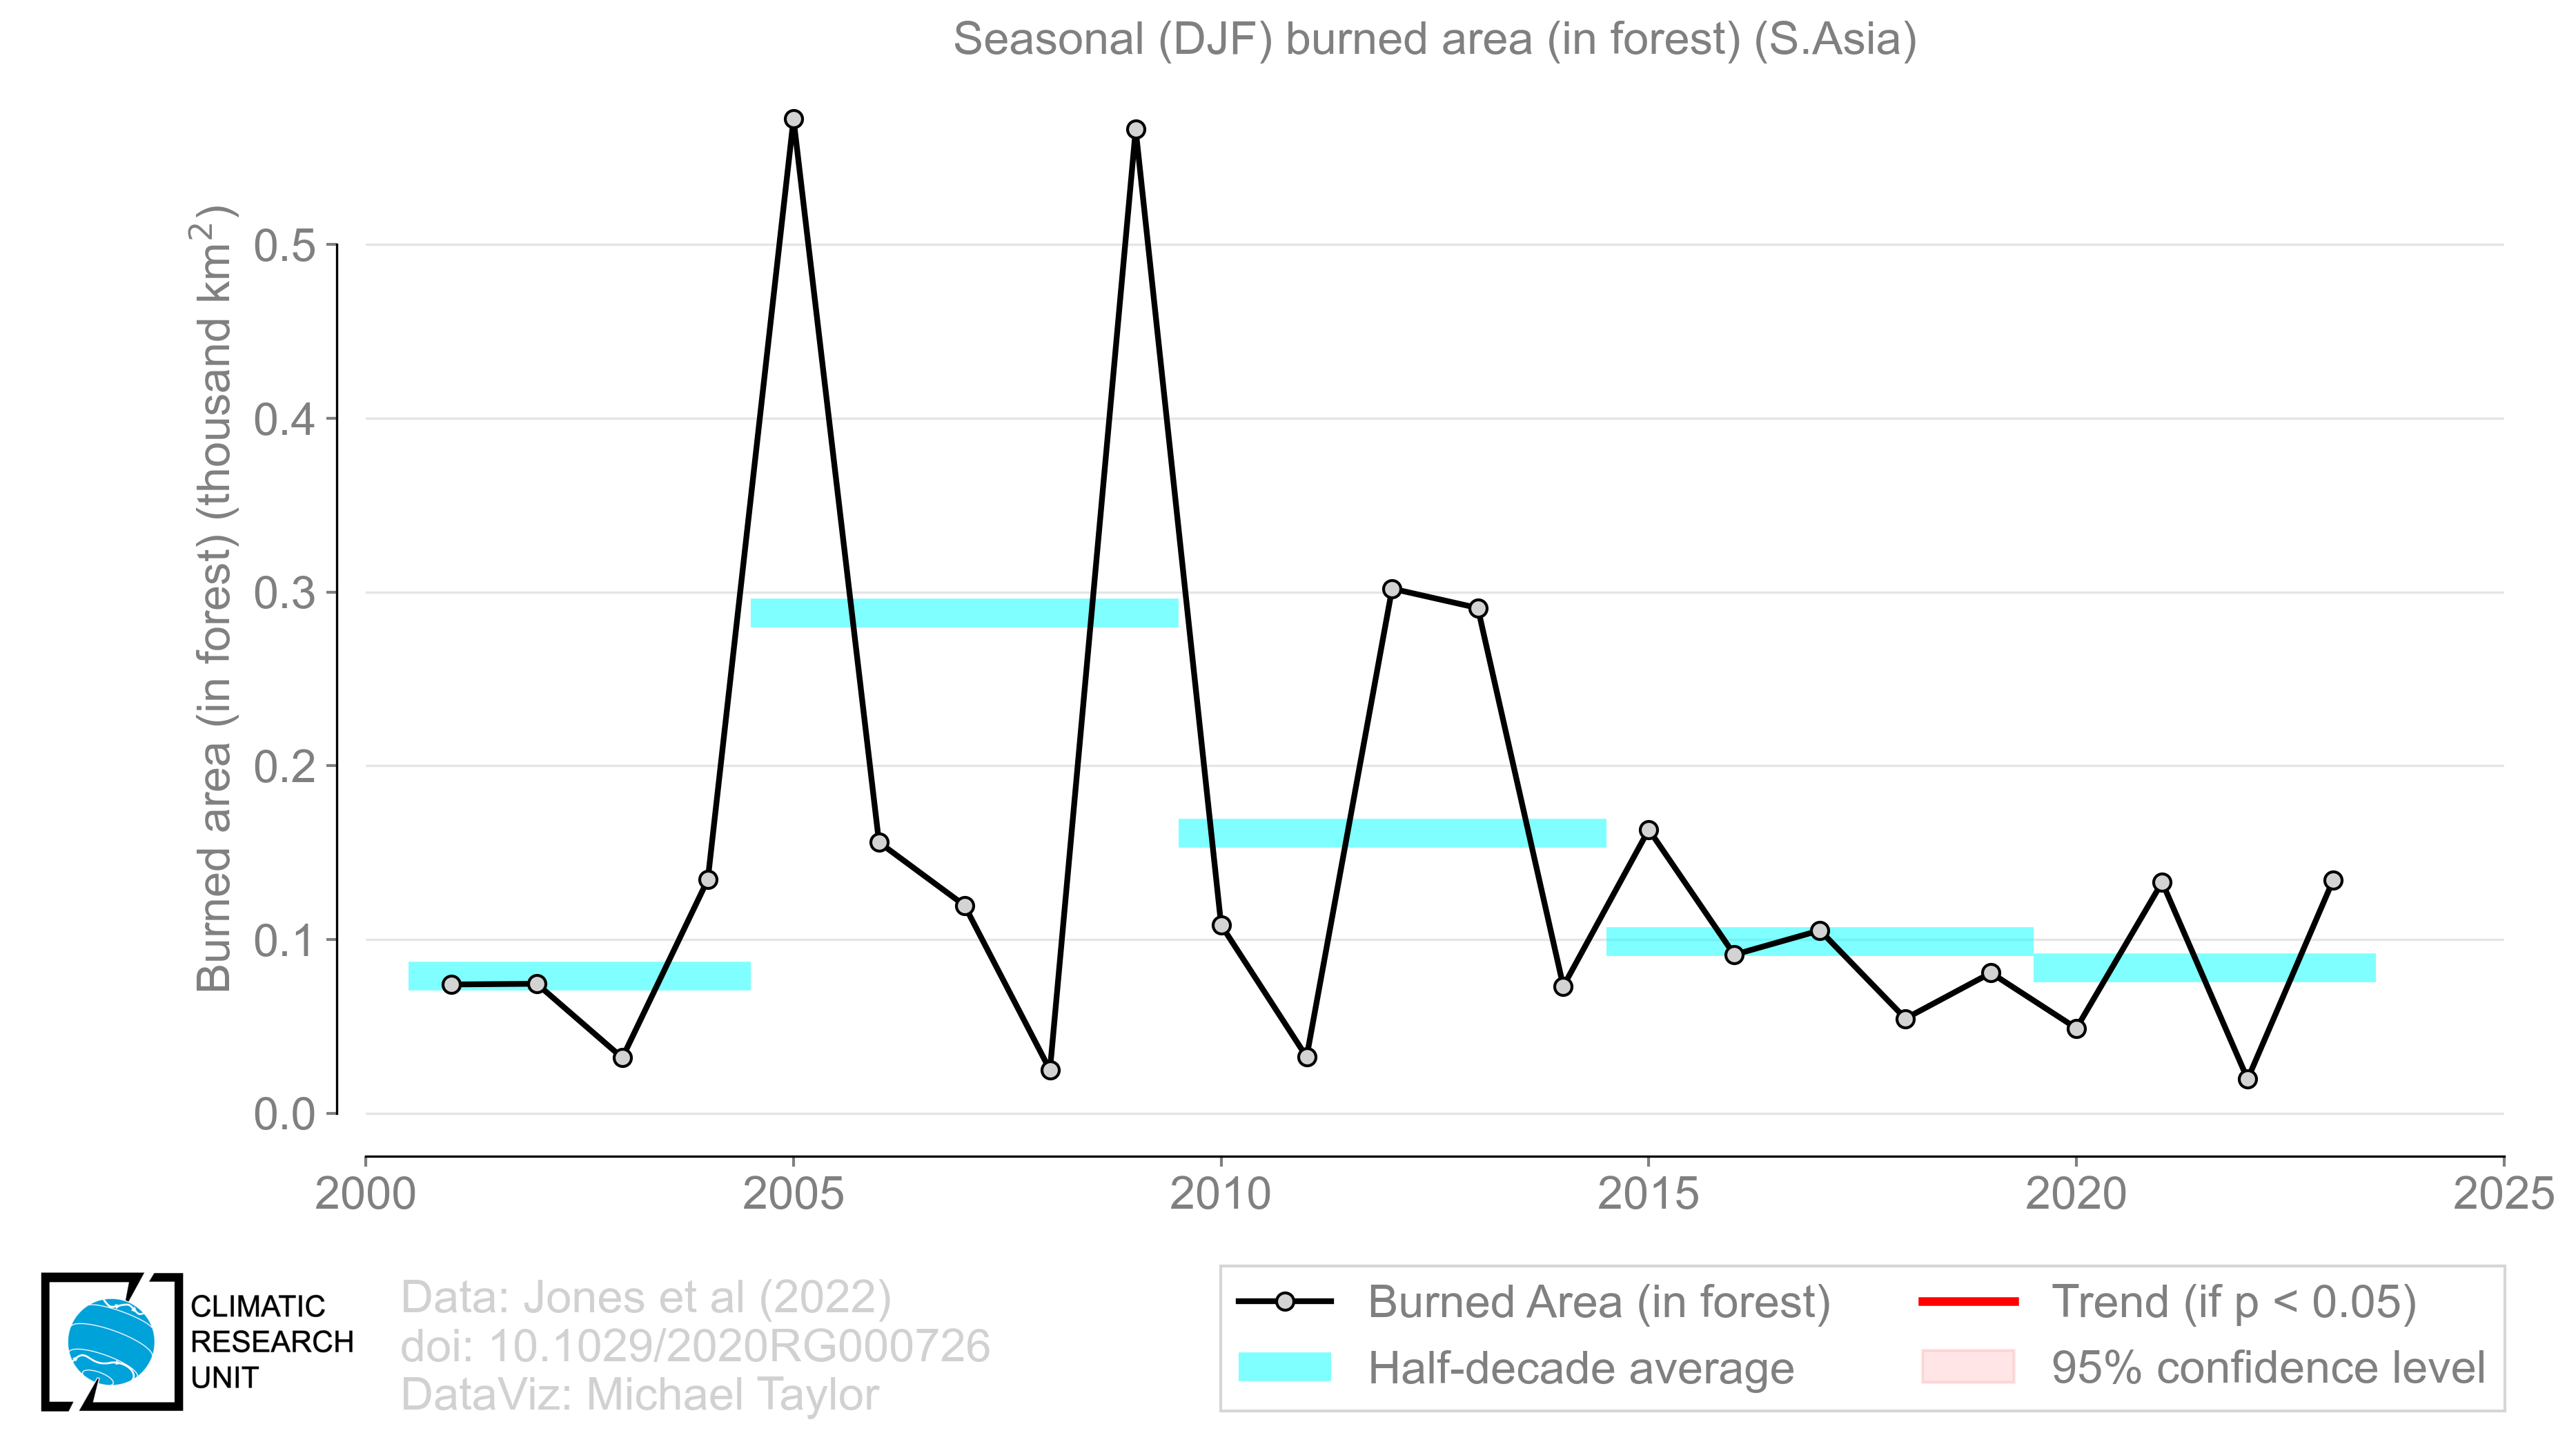 Seasonal (DJF) burned area (in forest) (S.Asia)
Burned area (in forest) (thousand km²)
0.5
0.4
0.3
0.2
0.1
0.0
2000 2005 2010 2015 2020 2025
CLIMATIC
RESEARCH
UNIT
Data: Jones et al (2022)
doi: 10.1029/2020RG000726
DataViz: Michael Taylor
Burned Area (in forest)
Half-decade average
Trend (if p < 0.05)
95% confidence level